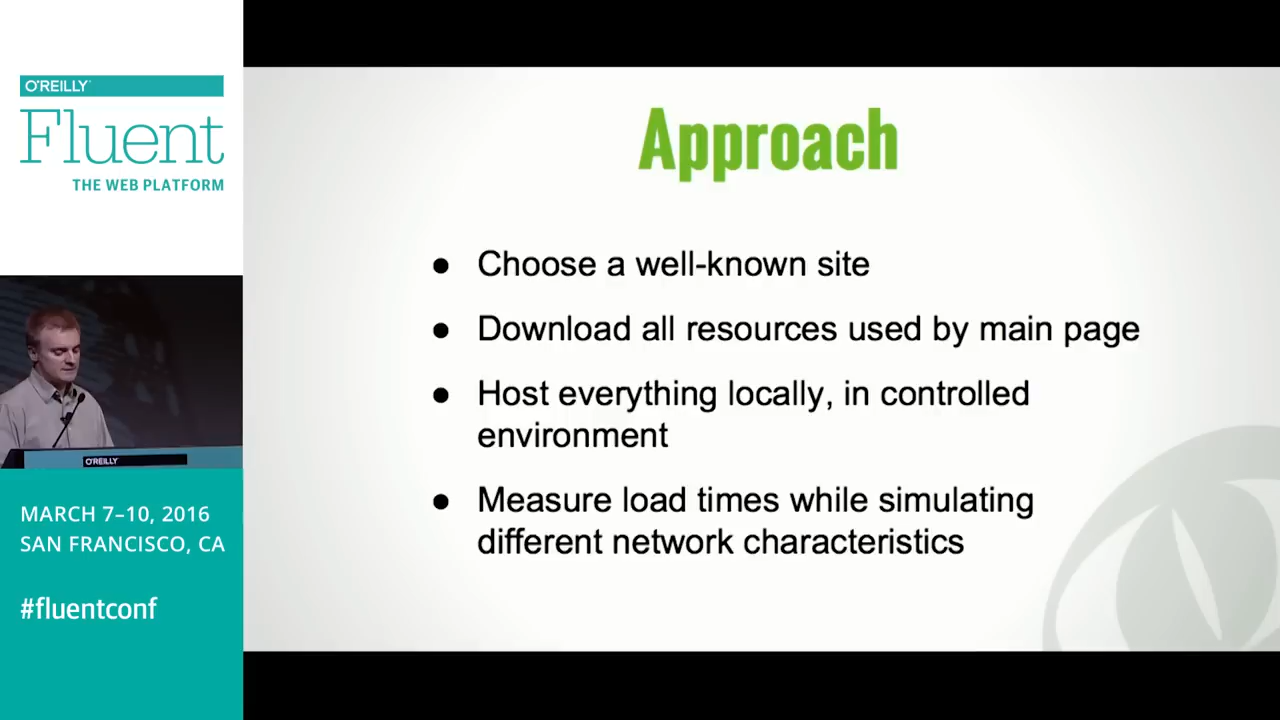 O'REILLY
Fluent
THE WEB PLATFORM
O'REILLY
MARCH 7–10, 2016
SAN FRANCISCO, CA
#fluentconf
Approach
● Choose a well-known site
● Download all resources used by main page
● Host everything locally, in controlled
environment
● Measure load times while simulating
different network characteristics